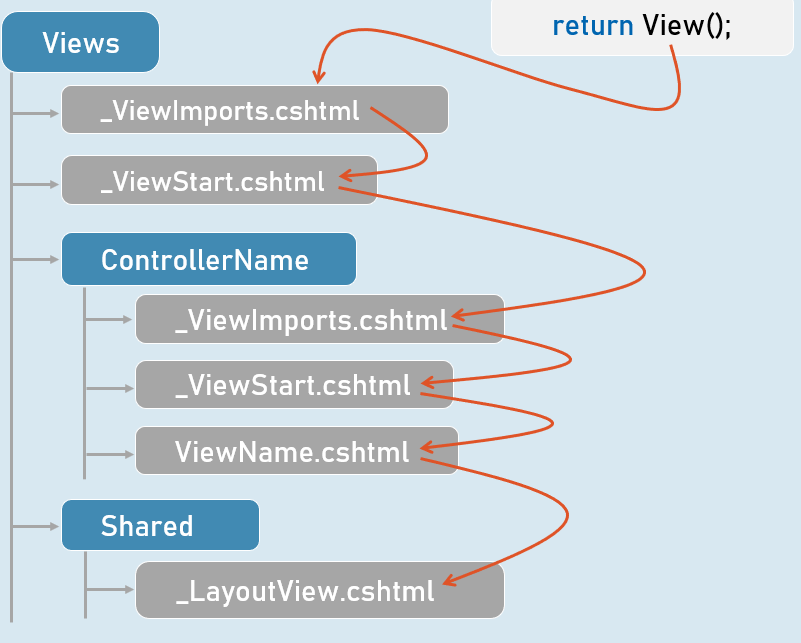 return View();
Views
_ViewImports.cshtml
_ViewStart.cshtml
ControllerName
_ViewImports.cshtml
_ViewStart.cshtml
ViewName.cshtml
Shared
_LayoutView.cshtml